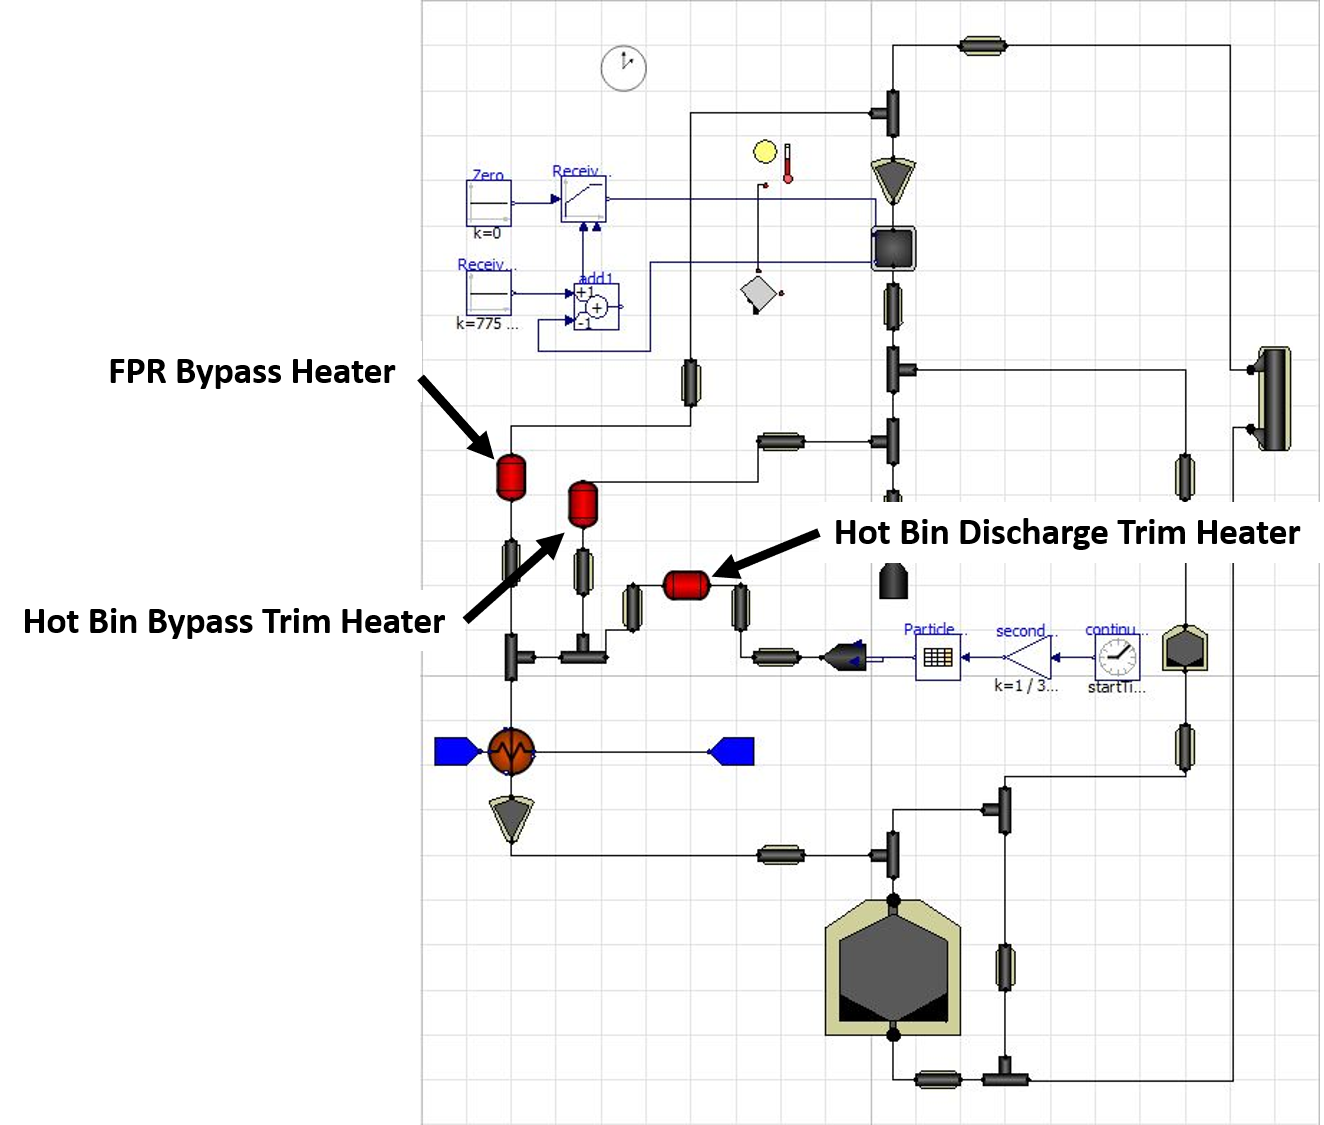 Zero
Receiv...
k=0
Receiv...
add1
+1
+
-1
k=775 ...
FPR Bypass Heater
Hot Bin Discharge Trim Heater
Hot Bin Bypass Trim Heater
Particle...
second...
continu...
k=1 / 3...
startTi...